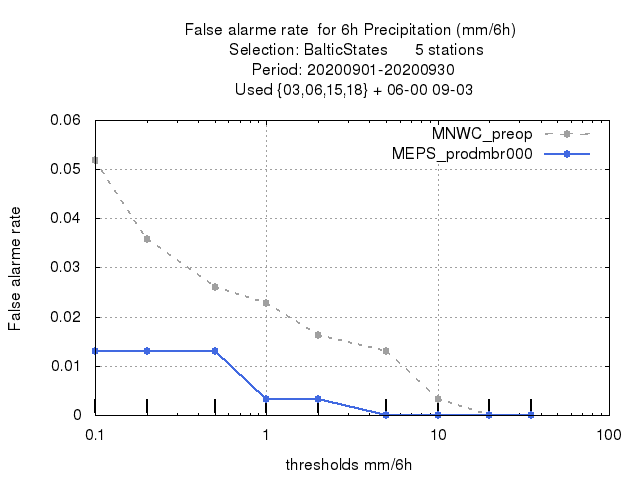 False alarme rate  for 6h Precipitation (mm/6h)
Selection: BalticStates      5 stations
Period: 20200901-20200930
Used {03,06,15,18} + 06-00 09-03
MNWC_preop
MEPS_prodmbr000
0.06
0.05
0.04
0.03
0.02
0.01
0
False alarme rate
0.1 1 10 100
thresholds mm/6h